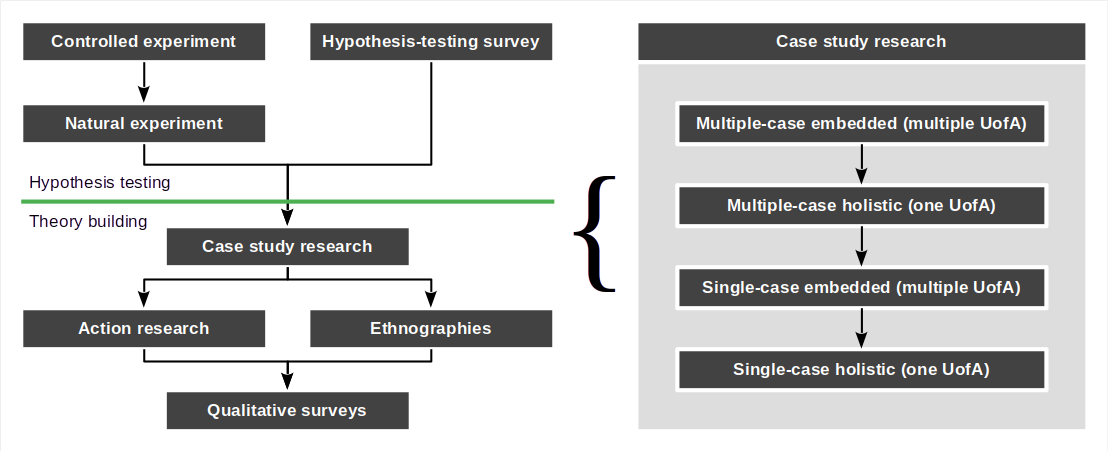 Controlled experiment
Hypothesis-testing survey
Natural experiment
Hypothesis testing
Theory building
Case study research
Action research
Ethnographies
Qualitative surveys
Case study research
Multiple-case embedded (multiple UofA)
Multiple-case holistic (one UofA)
Single-case embedded (multiple UofA)
Single-case holistic (one UofA)